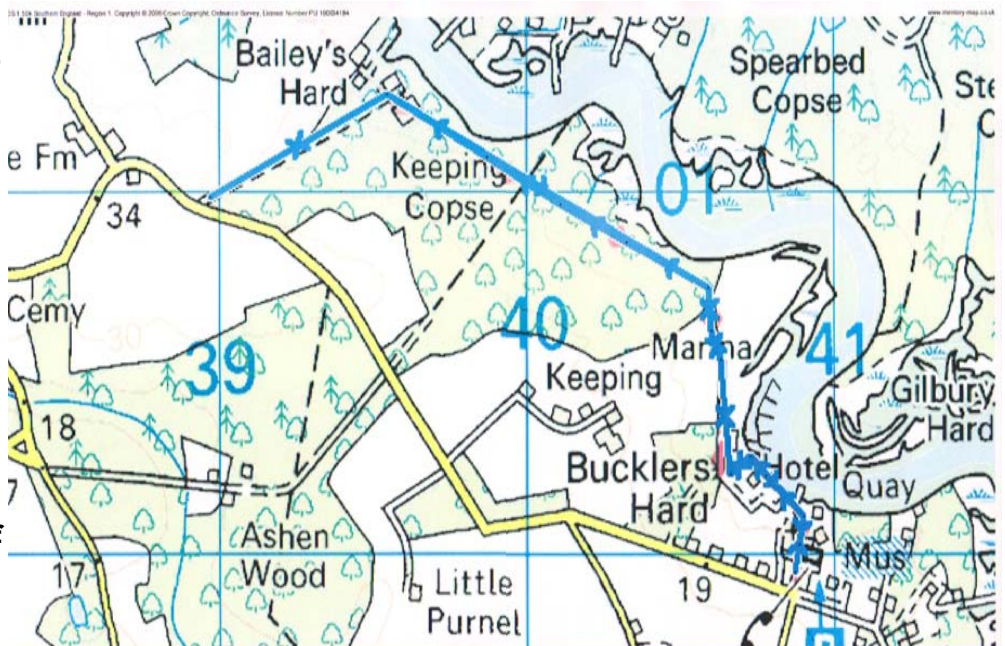 www.memory-map.co.uk
Bailey's
Hard
Spearbed
Copse
Ste
C
e Fm
Keeping
Copse
01
34
Cemy
39
40
41
Marina
Keeping
Gilbury
Hard
18
7
Bucklers
Hard
Hotel
Quay
Ashen
Wood
Mus
17
19
Little
Purnel